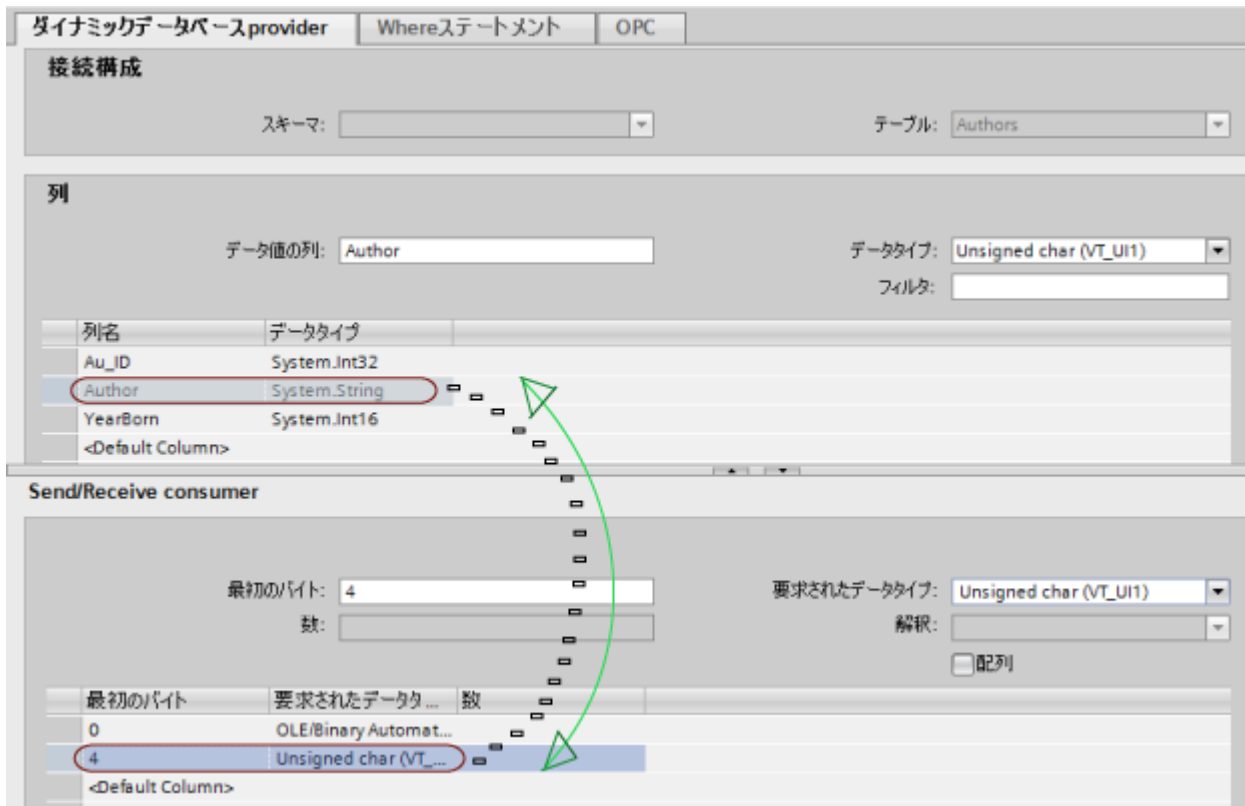 ダイナミックデータベースprovider Whereステートメント OPC
接続構成
スキーマ: テーブル: Authors
列
データ値の列: Author データタイプ: Unsigned char (VT_UI1)
フィルタ:
列名 データタイプ
Au_ID System.Int32
Author System.String
YearBorn System.Int16
<Default Column>
Send/Receive consumer
最初のバイト: 4 要求されたデータタイプ: Unsigned char (VT_UI1)
数: 解釈:
配列
最初のバイト 要求されたデータタ... 数
0 OLE/Binary Automat...
4 Unsigned char (VT_...
<Default Column>